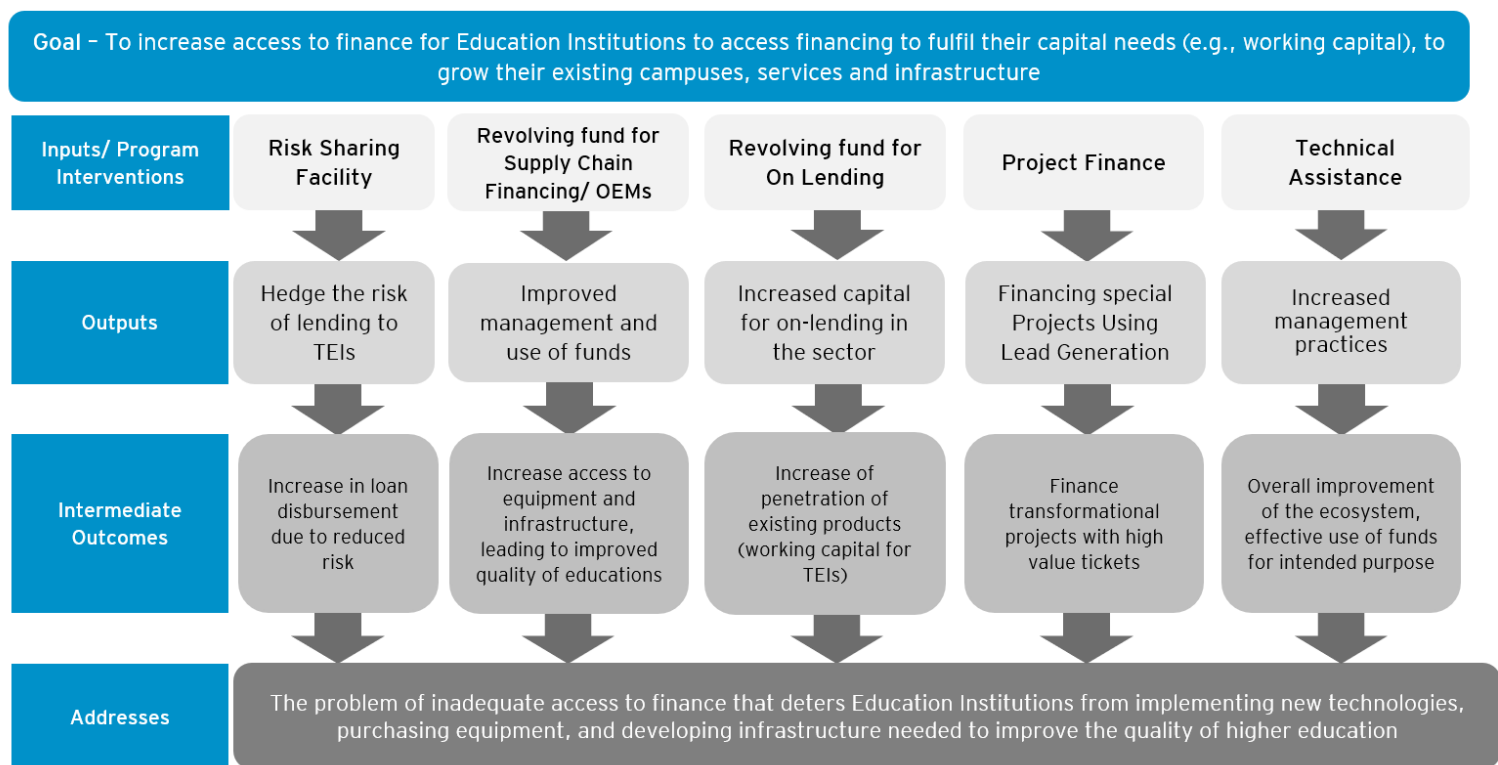 Goal – To increase access to finance for Education Institutions to access financing to fulfil their capital needs (e.g., working capital), to
grow their existing campuses, services and infrastructure
Inputs/ Program
Interventions
Risk Sharing
Facility
Revolving fund for
Supply Chain
Financing/ OEMs
Revolving fund for
On Lending
Project Finance
Technical
Assistance
Outputs
Hedge the risk
of lending to
TEIs
Improved
management and
use of funds
Increased capital
for on-lending in
the sector
Financing special
Projects Using
Lead Generation
Increased
management
practices
Intermediate
Outcomes
Increase in loan
disbursement
due to reduced
risk
Increase access to
equipment and
infrastructure,
leading to improved
quality of educations
Increase of
penetration of
existing products
(working capital for
TEIs)
Finance
transformational
projects with high
value tickets
Overall improvement
of the ecosystem,
effective use of funds
for intended purpose
Addresses
The problem of inadequate access to finance that deters Education Institutions from implementing new technologies,
purchasing equipment, and developing infrastructure needed to improve the quality of higher education